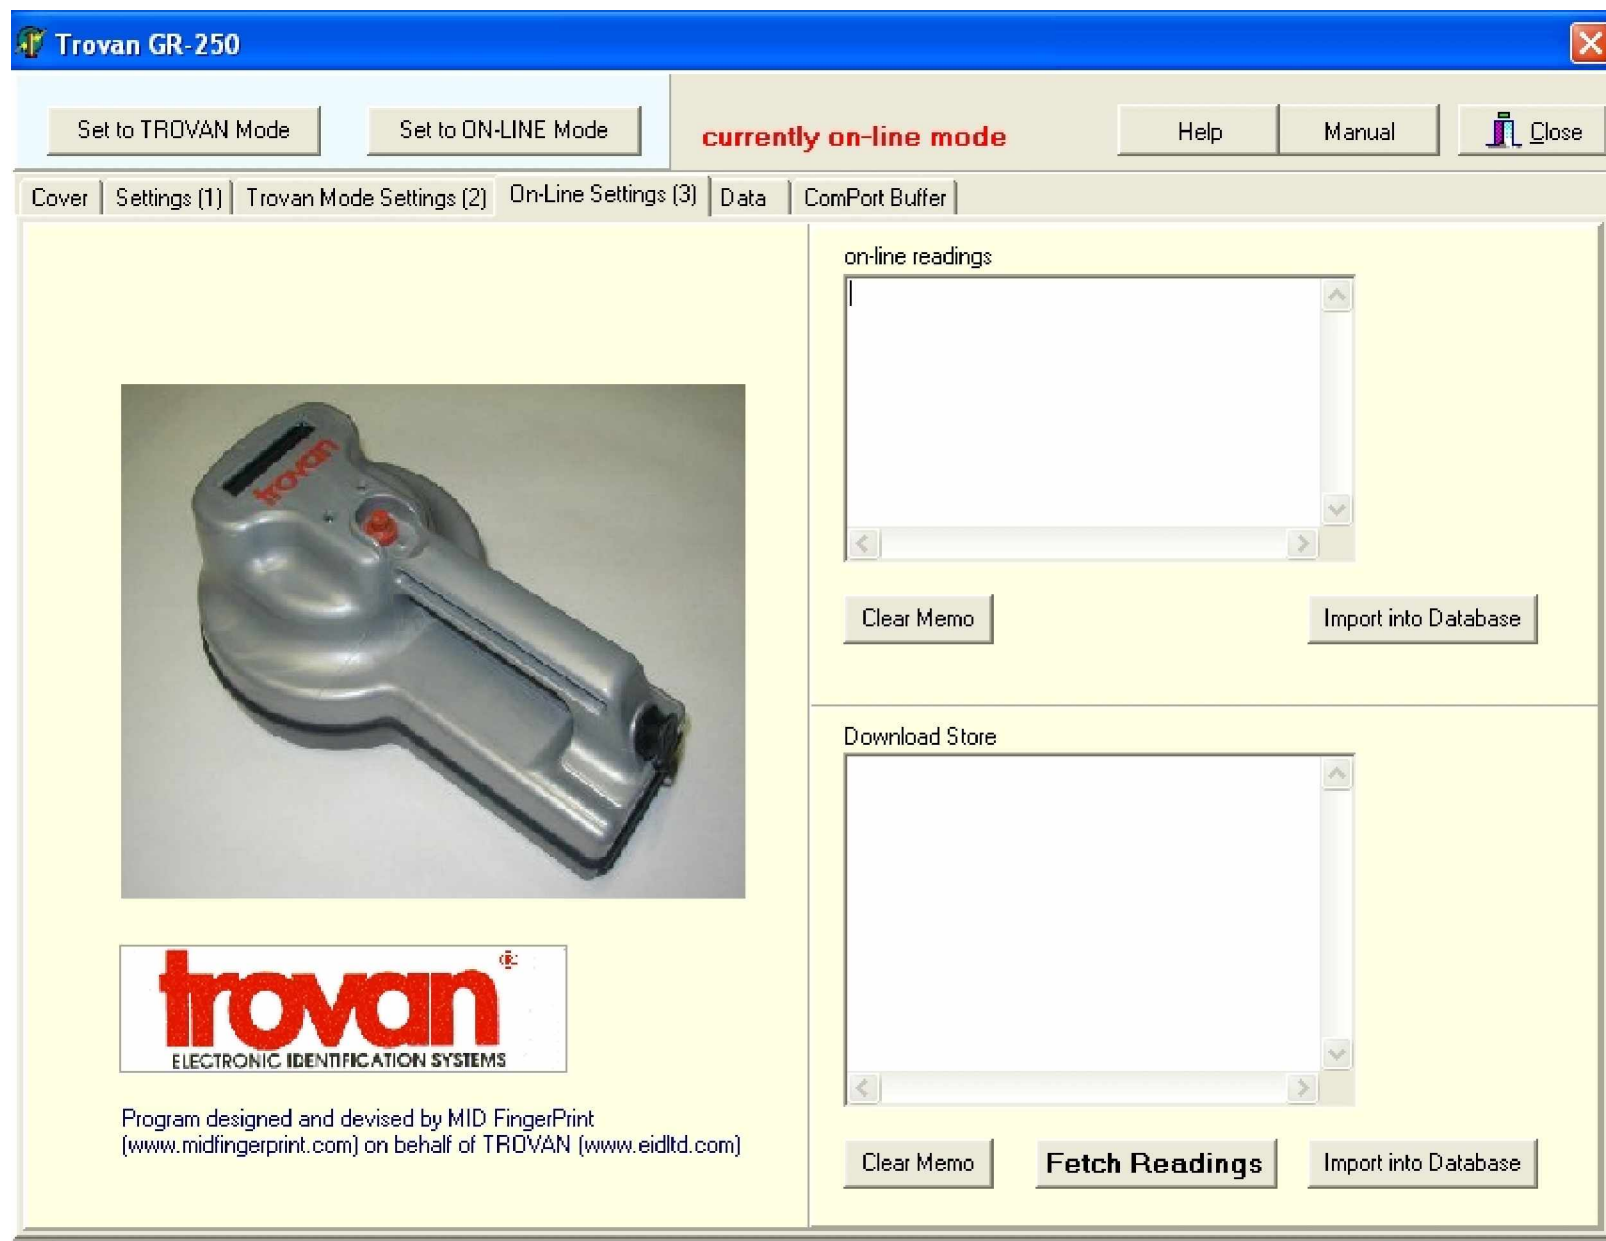 Trovan GR-250
Set to TROVAN Mode
Set to ON-LINE Mode
currently on-line mode
Help
Manual
Close
Cover
Settings (1)
Trovan Mode Settings (2)
On-Line Settings (3)
Data
ComPort Buffer
on-line readings
trovan
Clear Memo
Import into Database
Download Store
trovan®
ELECTRONIC IDENTIFICATION SYSTEMS
Program designed and devised by MID FingerPrint
(www.midfingerprint.com) on behalf of TROVAN (www.eidltd.com)
Clear Memo
Fetch Readings
Import into Database